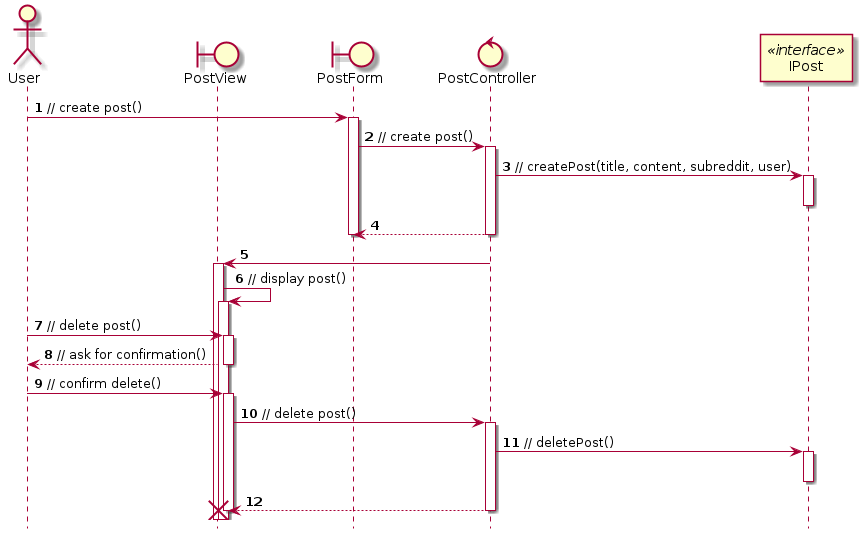 «interface»
IPost
User
PostView
PostForm
PostController
1 // create post()
2 // create post()
3 // createPost(title, content, subreddit, user)
4
5
6 // display post()
7 // delete post()
8 // ask for confirmation()
9 // confirm delete()
10 // delete post()
11 // deletePost()
12